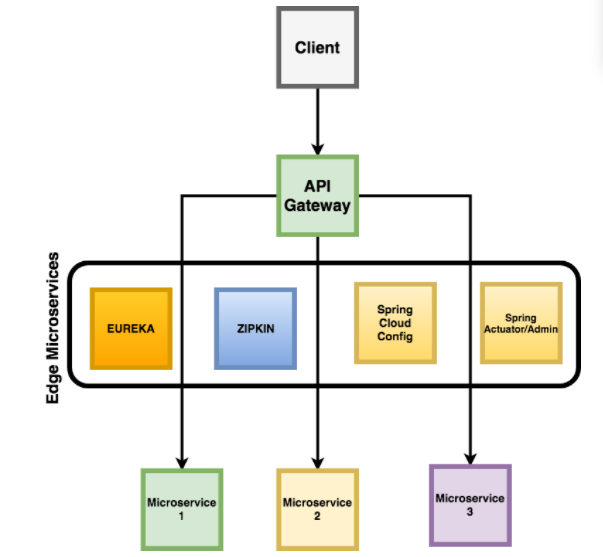 Client
API
Gateway
Edge Microservices
EUREKA
ZIPKIN
Spring
Cloud
Config
Spring
Actuator/Admin
Microservice
1
Microservice
2
Microservice
3